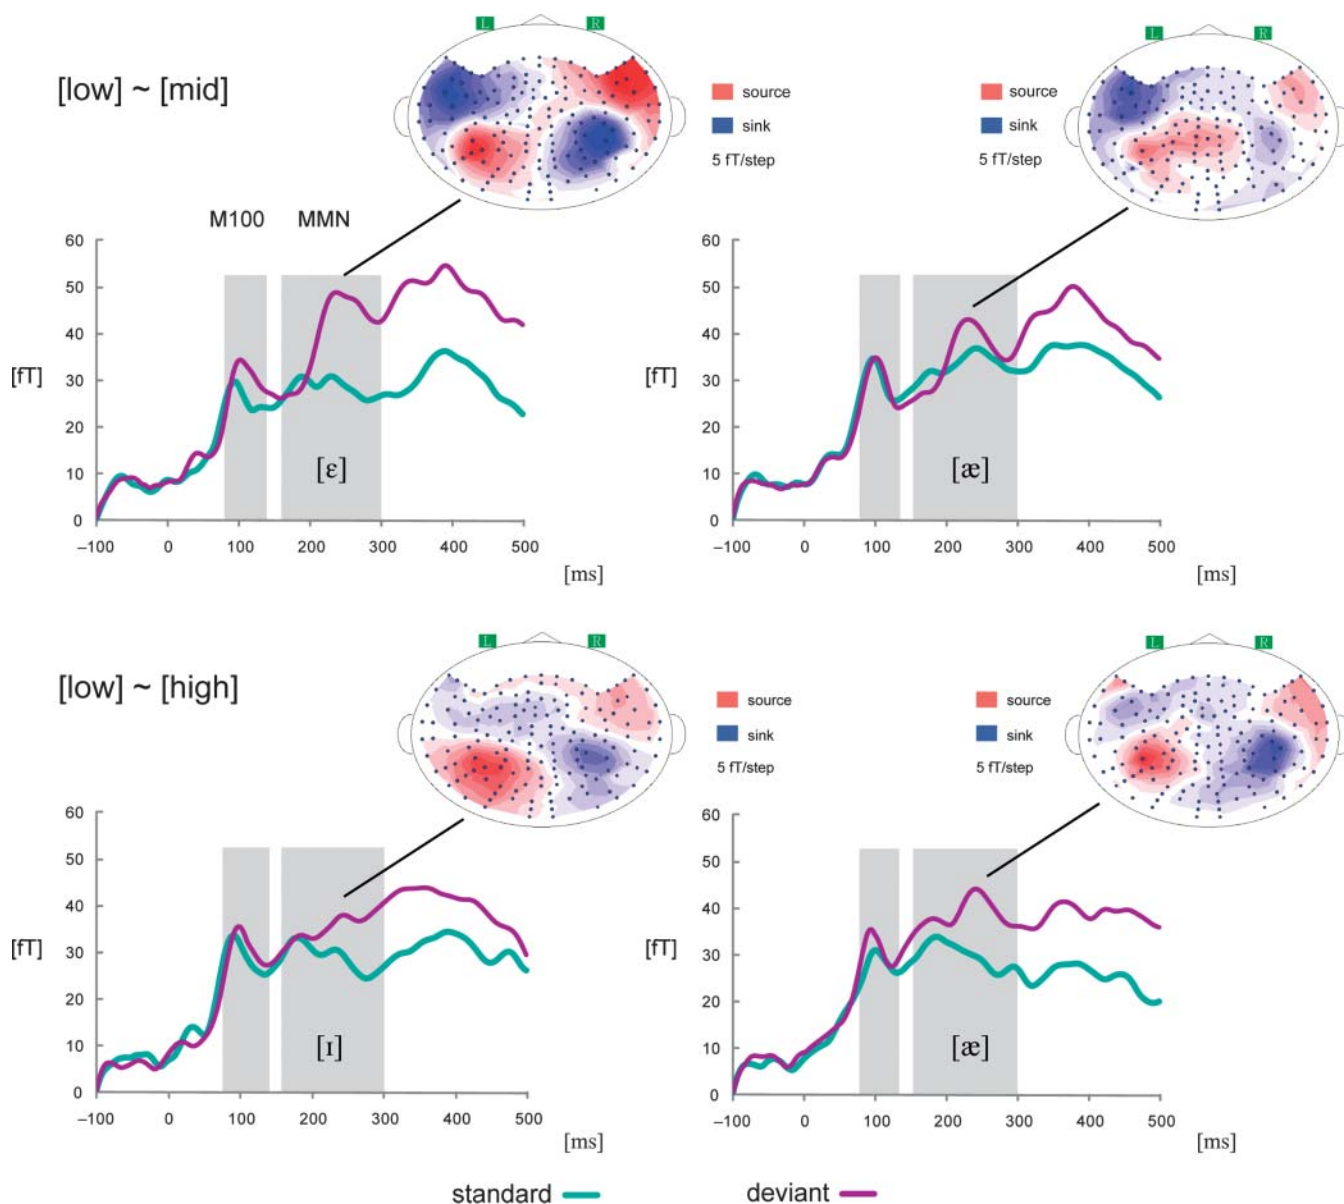 L R L R
[low] ~ [mid]
source source
sink sink
5 fT/step 5 fT/step
M100 MMN
60 60
50 50
40 40
[fT] [fT]
30 30
20 20
10 [ɛ] 10 [æ]
0 0
–100 0 100 200 300 400 500 –100 0 100 200 300 400 500
[ms] [ms]
L R L R
[low] ~ [high]
source source
sink sink
5 fT/step 5 fT/step
60 60
50 50
40 40
[fT] [fT]
30 30
20 20
10 [ɪ] 10 [æ]
0 0
–100 0 100 200 300 400 500 –100 0 100 200 300 400 500
[ms] [ms]
standard deviant